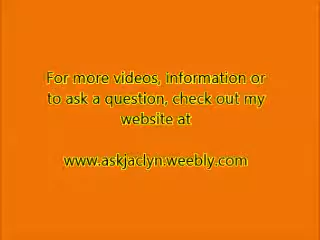 For more videos, information or
to ask a question, check out my
website at
www.askjaclyn.weebly.com